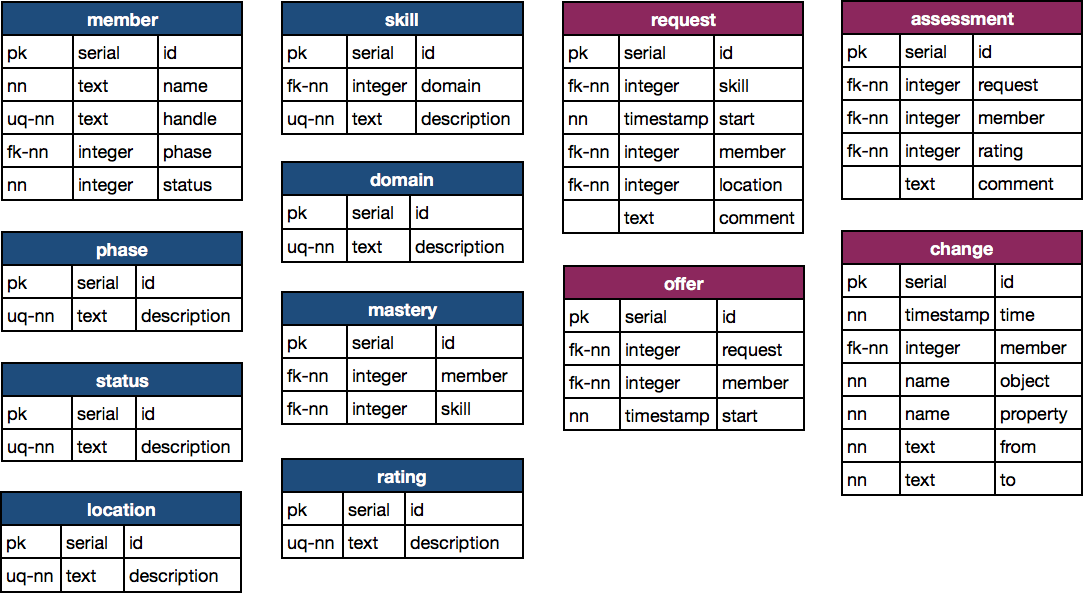 member
pk serial id
nn text name
uq-nn text handle
fk-nn integer phase
nn integer status
phase
pk serial id
uq-nn text description
status
pk serial id
uq-nn text description
location
pk serial id
uq-nn text description
skill
pk serial id
fk-nn integer domain
uq-nn text description
domain
pk serial id
uq-nn text description
mastery
pk serial id
fk-nn integer member
fk-nn integer skill
rating
pk serial id
uq-nn text description
request
pk serial id
fk-nn integer skill
nn timestamp start
fk-nn integer member
fk-nn integer location
text comment
offer
pk serial id
fk-nn integer request
fk-nn integer member
nn timestamp start
assessment
pk serial id
fk-nn integer request
fk-nn integer member
fk-nn integer rating
text comment
change
pk serial id
nn timestamp time
fk-nn integer member
nn name object
nn name property
nn text from
nn text to